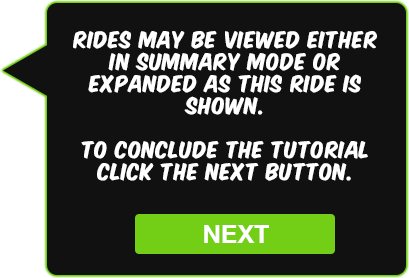 RIDES MAY BE VIEWED EITHER
IN SUMMARY MODE OR
EXPANDED AS THIS RIDE IS
SHOWN.
TO CONCLUDE THE TUTORIAL
CLICK THE NEXT BUTTON.
NEXT